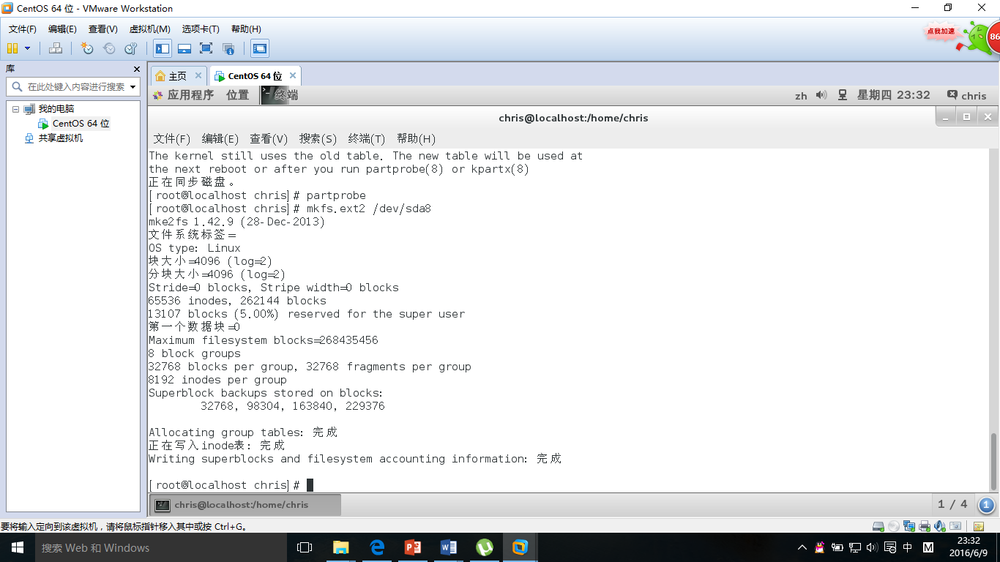 CentOS 64 位 - VMware Workstation
文件(F) 编辑(E) 查看(V) 虚拟机(M) 选项卡(T) 帮助(H)
点我加速
86
库
在此处键入内容进行搜索
我的电脑
CentOS 64 位
共享虚拟机
主页 CentOS 64 位
应用程序 位置 终端 zh 星期四 23:32 chris
chris@localhost:/home/chris
文件(F) 编辑(E) 查看(V) 搜索(S) 终端(T) 帮助(H)
The kernel still uses the old table. The new table will be used at
the next reboot or after you run partprobe(8) or kpartx(8)
正在同步磁盘。
[root@localhost chris]# partprobe
[root@localhost chris]# mkfs.ext2 /dev/sda8
mke2fs 1.42.9 (28-Dec-2013)
文件系统标签=
OS type: Linux
块大小=4096 (log=2)
分块大小=4096 (log=2)
Stride=0 blocks, Stripe width=0 blocks
65536 inodes, 262144 blocks
13107 blocks (5.00%) reserved for the super user
第一个数据块=0
Maximum filesystem blocks=268435456
8 block groups
32768 blocks per group, 32768 fragments per group
8192 inodes per group
Superblock backups stored on blocks:
32768, 98304, 163840, 229376
Allocating group tables: 完成
正在写入inode表: 完成
Writing superblocks and filesystem accounting information: 完成
[root@localhost chris]#
chris@localhost:/home/chris 1 / 4 1
要将输入定向到该虚拟机，请将鼠标指针移入其中或按 Ctrl+G。
搜索 Web 和 Windows
中 M
23:32
2016/6/9